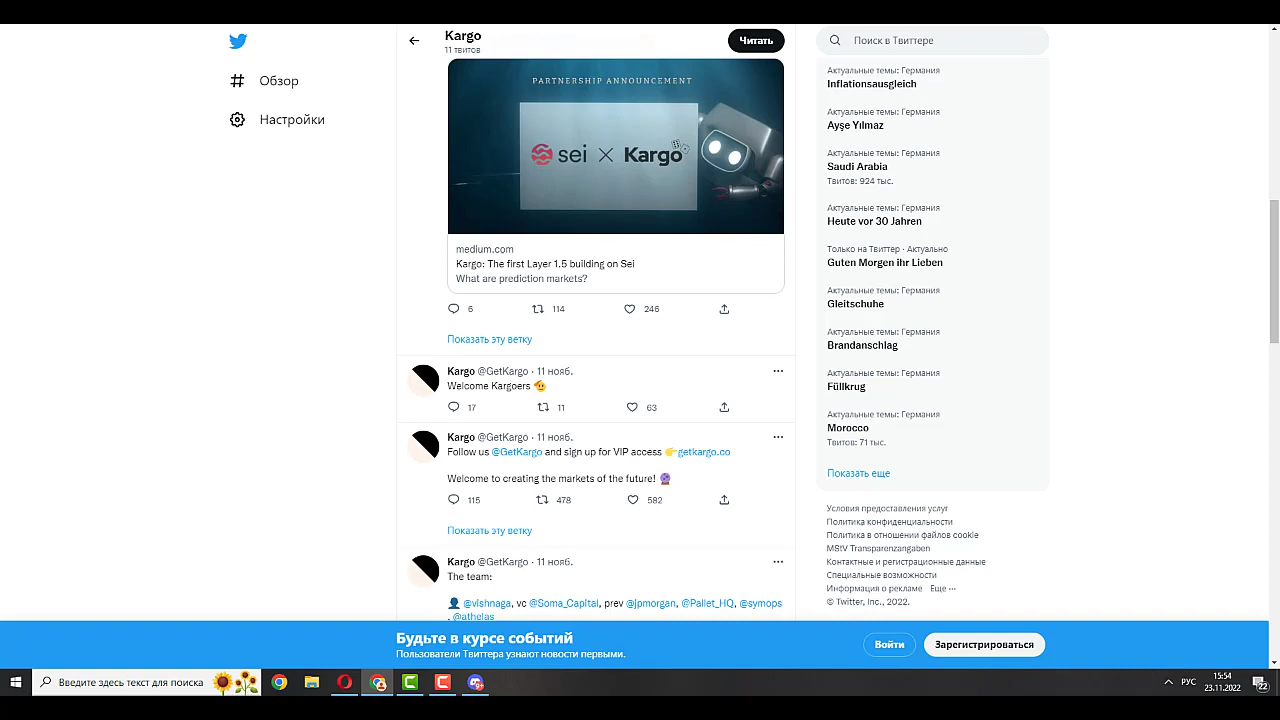 Kargo
11 твитов
Читать
Обзор
Настройки
PARTNERSHIP ANNOUNCEMENT
sei × Kargo
medium.com
Kargo: The first Layer 1.5 building on Sei
What are prediction markets?
6 114 246
Показать эту ветку
Kargo @GetKargo · 11 нояб.
Welcome Kargoers
17 11 63
Kargo @GetKargo · 11 нояб.
Follow us @GetKargo and sign up for VIP access getkargo.co
Welcome to creating the markets of the future!
115 478 582
Показать эту ветку
Kargo @GetKargo · 11 нояб.
The team:
@vishnaga, vc @Soma_Capital, prev @jpmorgan, @Pallet_HQ, @symops
, @athelas
Поиск в Твиттере
Актуальные темы: Германия
Inflationsausgleich
Актуальные темы: Германия
Ayşe Yılmaz
Актуальные темы: Германия
Saudi Arabia
Твитов: 924 тыс.
Актуальные темы: Германия
Heute vor 30 Jahren
Только на Твиттер · Актуально
Guten Morgen ihr Lieben
Актуальные темы: Германия
Gleitschuhe
Актуальные темы: Германия
Brandanschlag
Актуальные темы: Германия
Füllkrug
Актуальные темы: Германия
Morocco
Твитов: 71 тыс.
Показать еще
Условия предоставления услуг
Политика конфиденциальности
Политика в отношении файлов cookie
MStV Transparenzangaben
Контактные и регистрационные данные
Специальные возможности
Информация о рекламе Еще ···
© Twitter, Inc., 2022.
Будьте в курсе событий
Пользователи Твиттера узнают новости первыми.
Войти
Зарегистрироваться
Введите здесь текст для поиска
РУС
15:54
23.11.2022
22